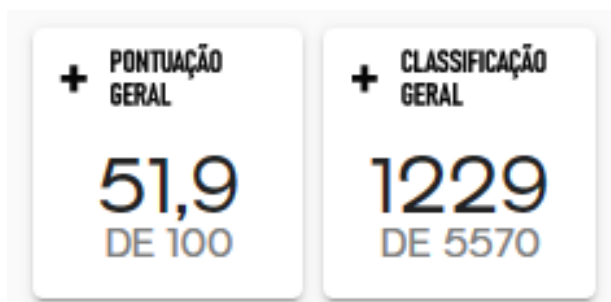 + PONTUAÇÃO
GERAL
51,9
DE 100
+ CLASSIFICAÇÃO
GERAL
1229
DE 5570